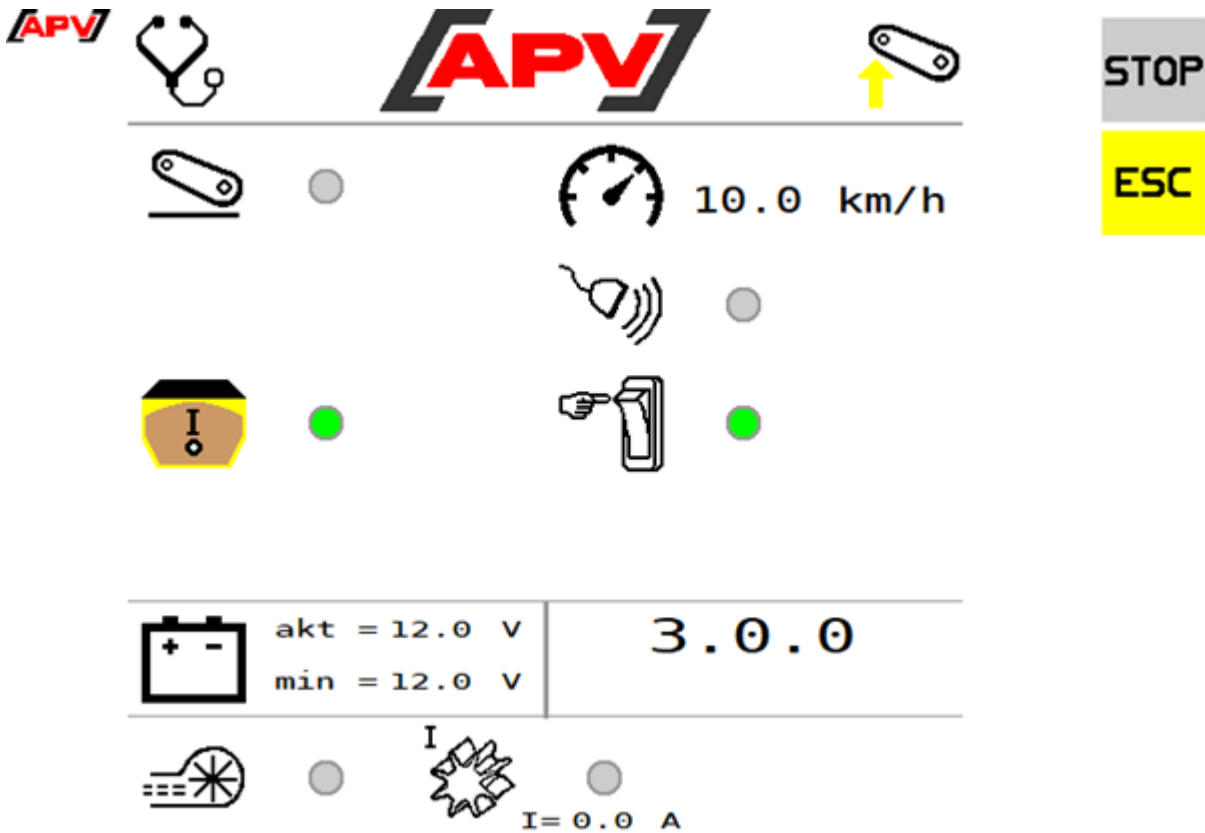 APV
APV
STOP
10.0 km/h
ESC
I
akt = 12.0 V
3.0.0
min = 12.0 V
I
I= 0.0 A